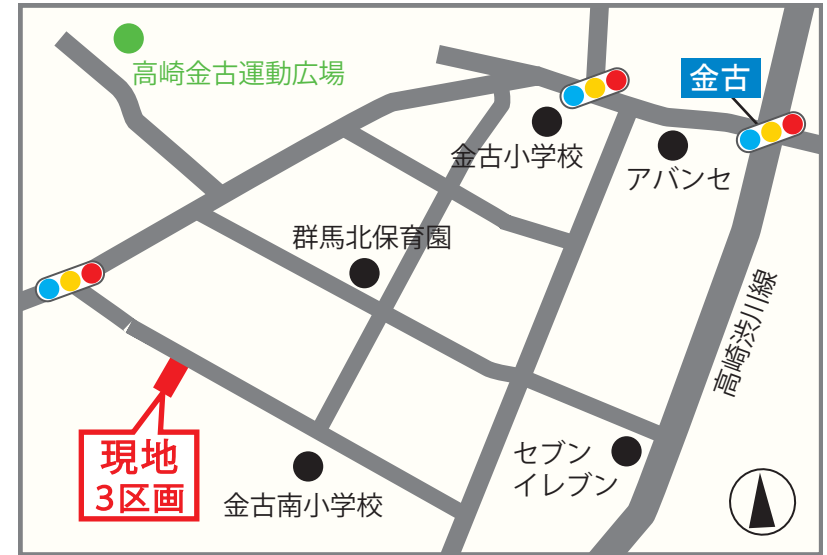 高崎金古運動広場
金古
金古小学校
アバンセ
群馬北保育園
高崎渋川線
現地
3区画
セブン
イレブン
金古南小学校